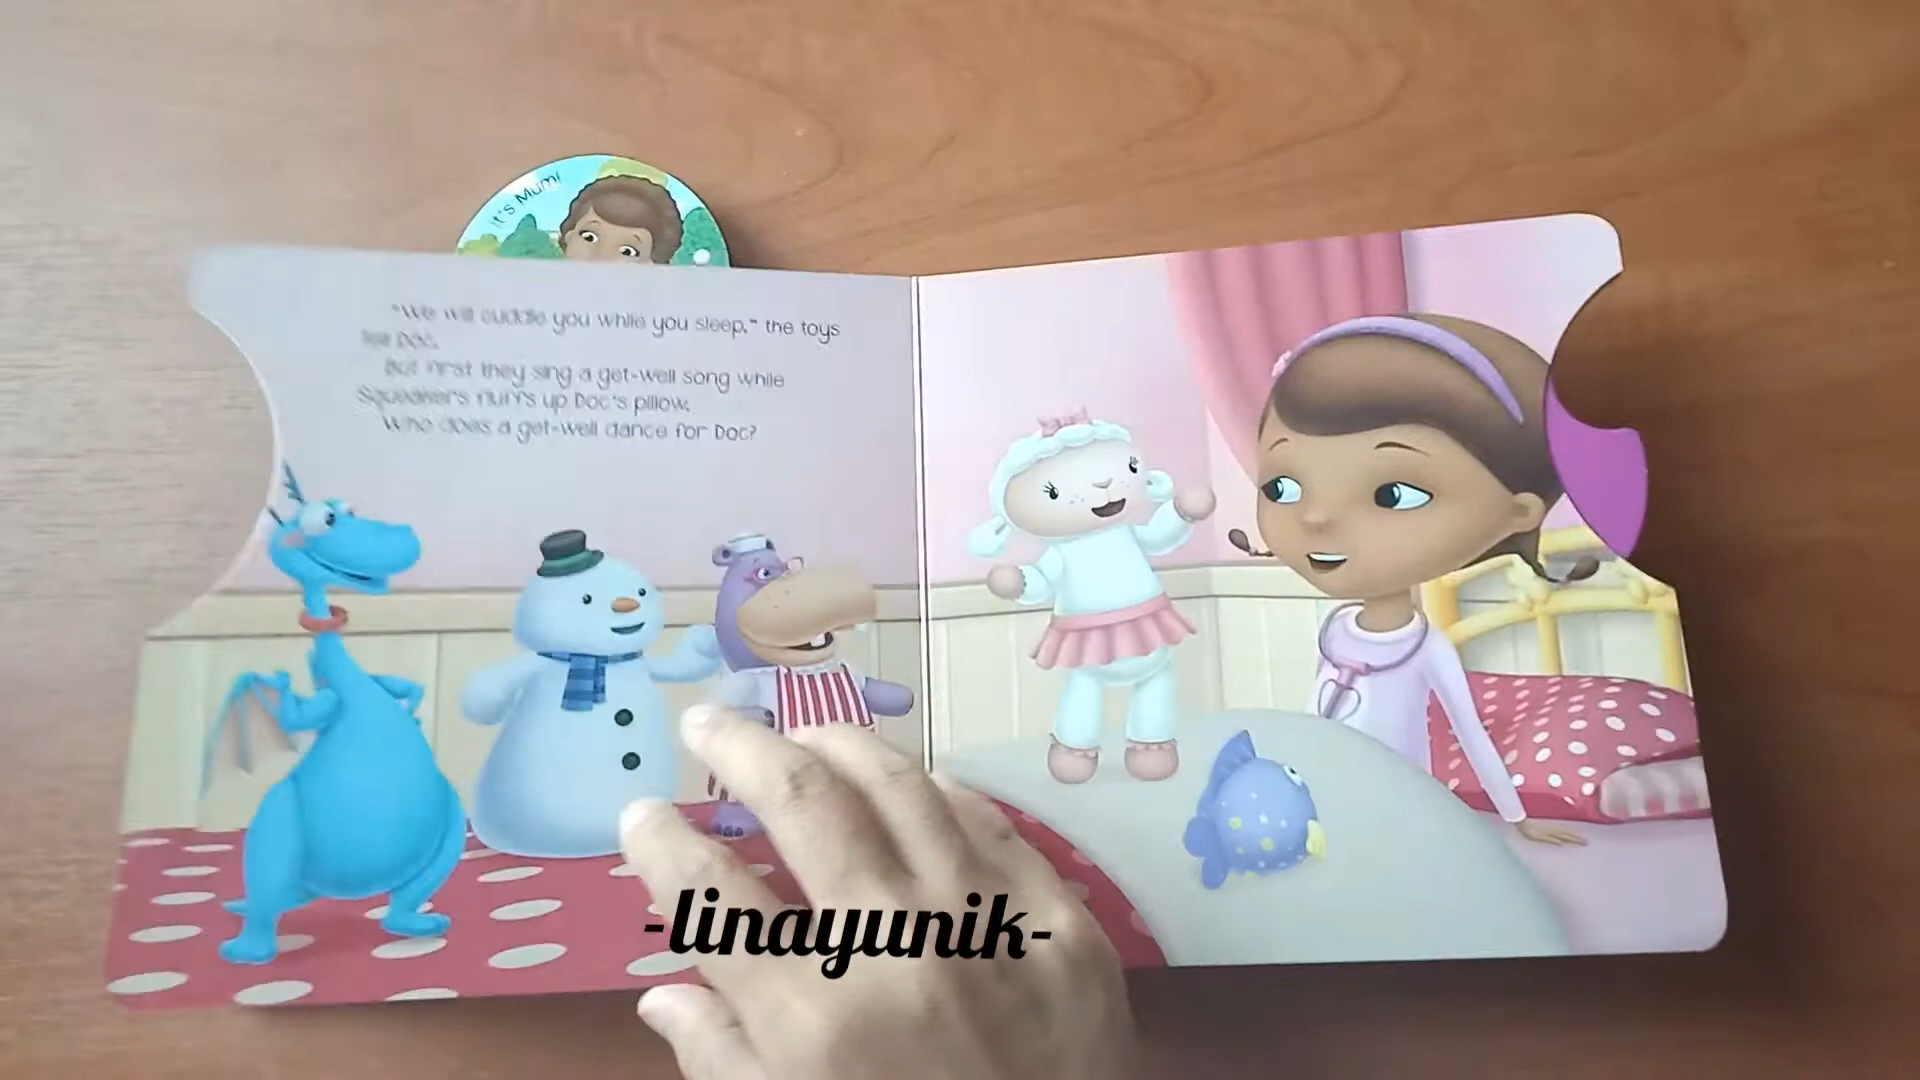 It's Mum!
"We will cuddle you while you sleep," the toys
tell Doc.
But first they sing a get-well song while
Squeakers fluffs up Doc's pillow.
Who does a get-well dance for Doc?
-linayunik-